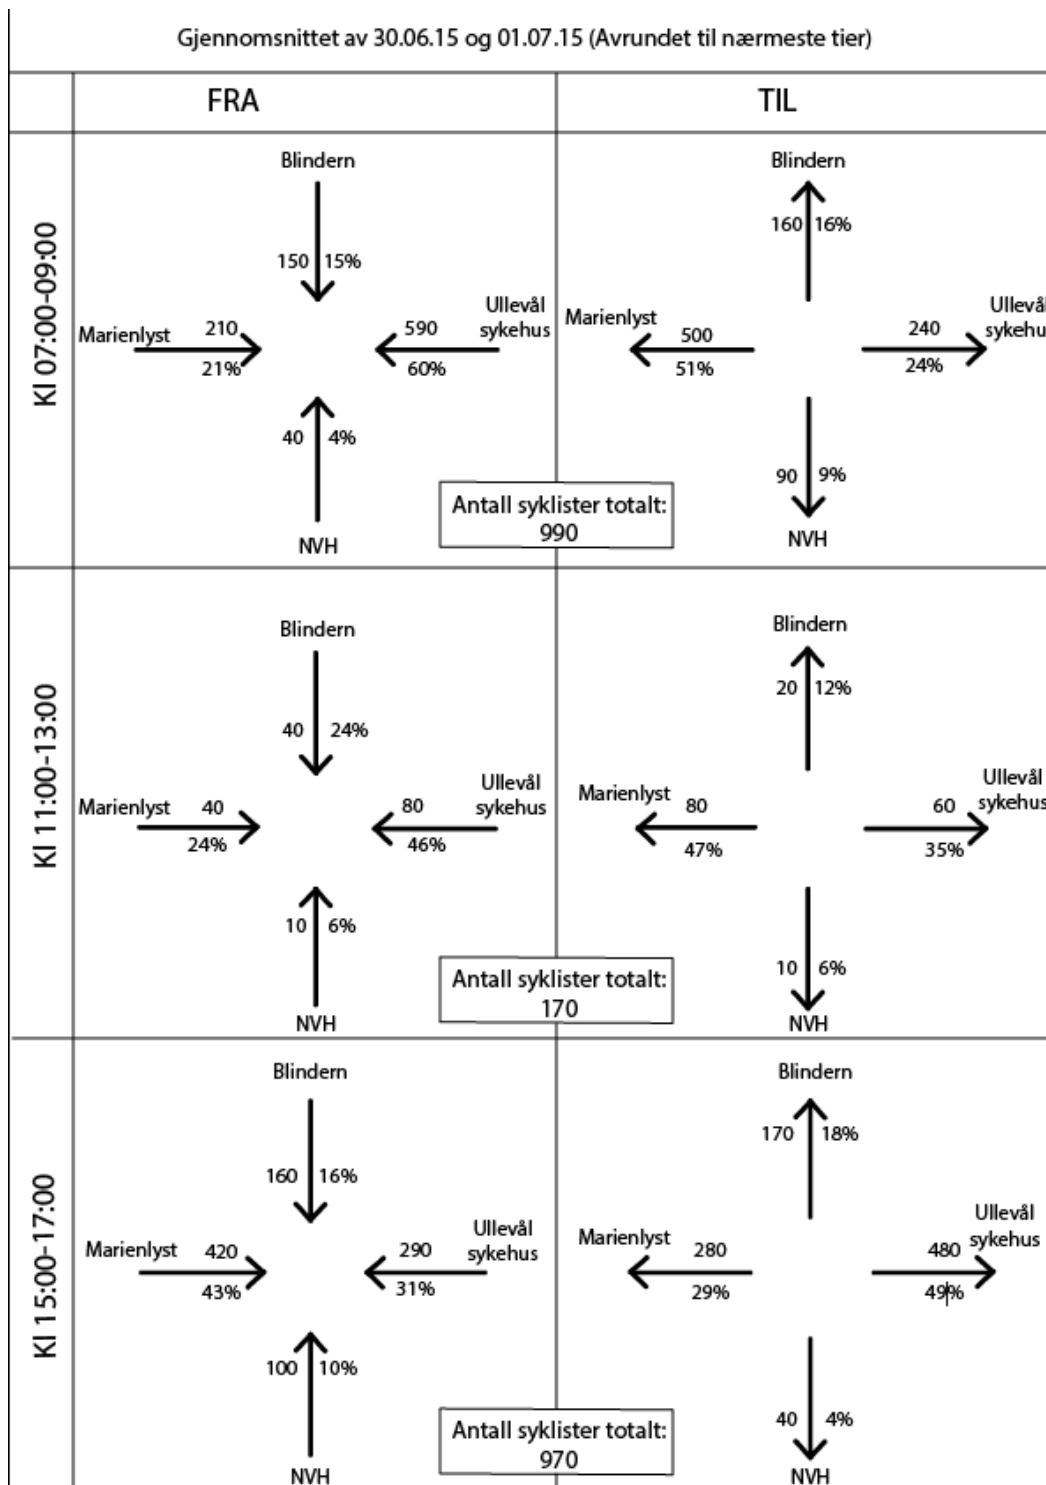 Gjennomsnittet av 30.06.15 og 01.07.15 (Avrundet til nærmeste tier)
FRA
TIL
Kl 07:00-09:00
Blindern
150 15%
Marienlyst
210
21%
590
60%
Ullevål
sykehus
40 4%
NVH
Blindern
160 16%
Marienlyst
500
51%
240
24%
Ullevål
sykehu
90 9%
NVH
Antall syklister totalt:
990
Kl 11:00-13:00
Blindern
40 24%
Marienlyst
40
24%
80
46%
Ullevål
sykehus
10 6%
NVH
Blindern
20 12%
Marienlyst
80
47%
60
35%
Ullevål
sykehus
10 6%
NVH
Antall syklister totalt:
170
Kl 15:00-17:00
Blindern
160 16%
Marienlyst
420
43%
290
31%
Ullevål
sykehus
100 10%
NVH
Blindern
170 18%
Marienlyst
280
29%
480
49%
Ullevål
sykehus
40 4%
NVH
Antall syklister totalt:
970